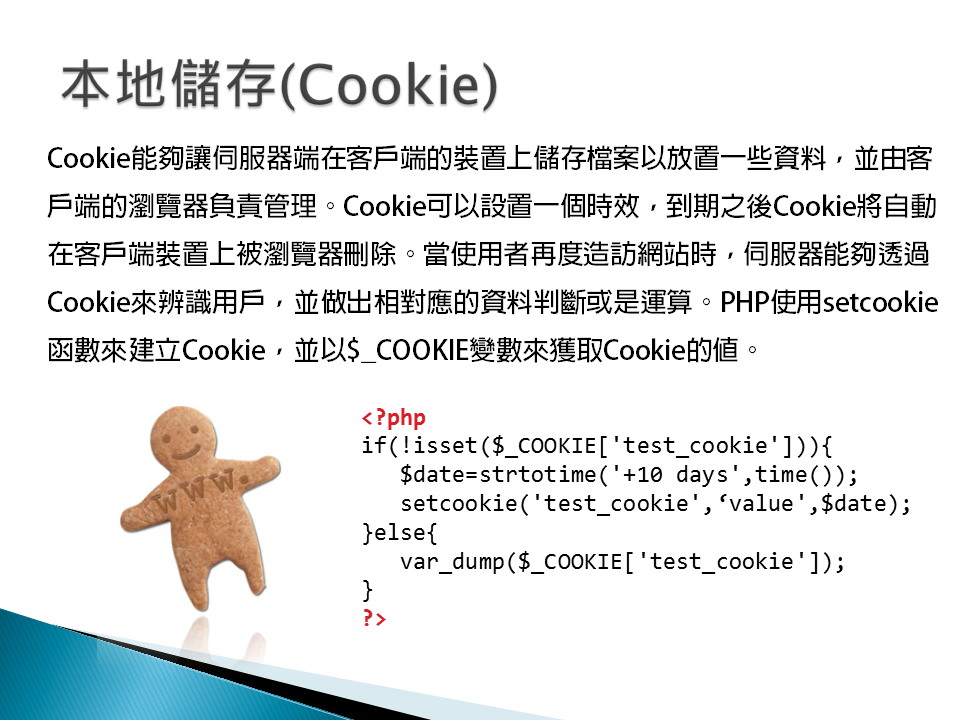 本地儲存(Cookie)
Cookie能夠讓伺服器端在客戶端的裝置上儲存檔案以放置一些資料，並由客
戶端的瀏覽器負責管理。Cookie可以設置一個時效，到期之後Cookie將自動
在客戶端裝置上被瀏覽器刪除。當使用者再度造訪網站時，伺服器能夠透過
Cookie來辨識用戶，並做出相對應的資料判斷或是運算。PHP使用setcookie
函數來建立Cookie，並以$_COOKIE變數來獲取Cookie的值。
www.
<?php
if(!isset($_COOKIE['test_cookie'])){
   $date=strtotime('+10 days',time());
   setcookie('test_cookie',‘value',$date);
}else{
   var_dump($_COOKIE['test_cookie']);
}
?>